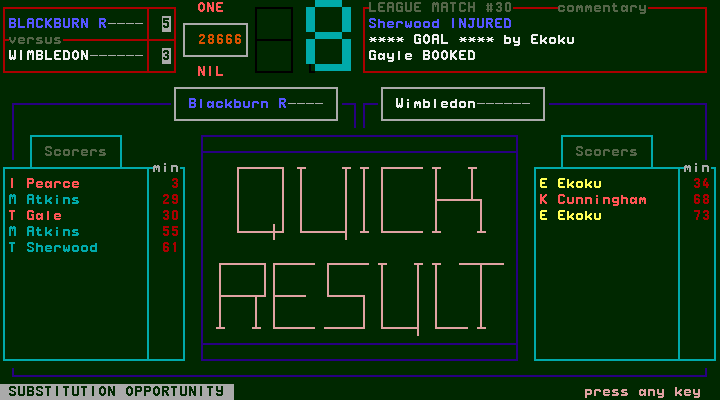 BLACKBURN R---- 5
versus
WIMBLEDON----- 3
ONE
28666
NIL
8
LEAGUE MATCH #30 commentary
Sherwood INJURED
**** GOAL **** by Ekoku
Gayle BOOKED
Blackburn R----
Wimbledon------
Scorers
min
I Pearce 3
M Atkins 29
T Gale 30
M Atkins 55
T Sherwood 61
QUICK
RESULT
Scorers
min
E Ekoku 34
K Cunningham 68
E Ekoku 73
SUBSTITUTION OPPORTUNITY
press any key